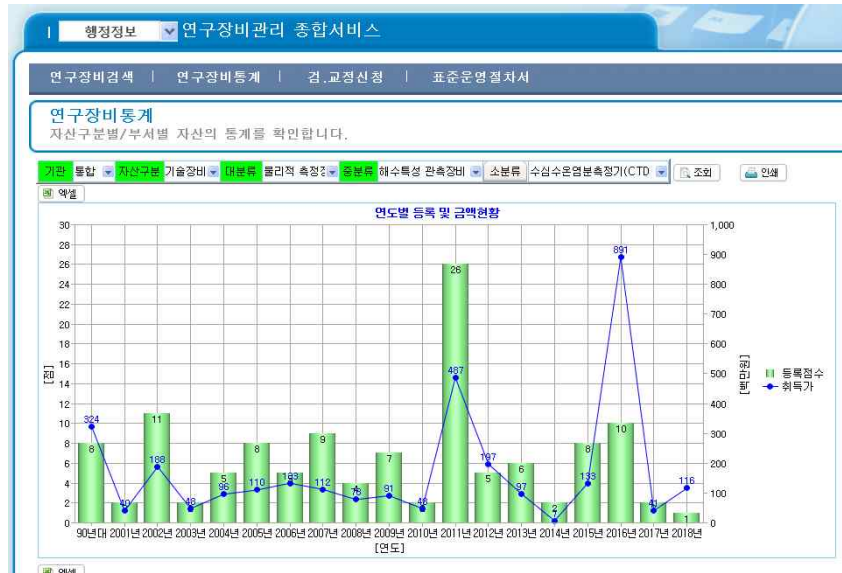 행정정보 연구장비관리 종합서비스
연구장비검색 | 연구장비통계 | 검.교정신청 | 표준운영절차서
연구장비통계
자산구분별/부서별 자산의 통계를 확인합니다.
기관 통합 자산구분 기술장비 대분류 물리적 측정장 중분류 해수특성 관측장비 소분류 수심수온염분측정기(CTD 조회 인쇄
엑셀
연도별 등록 및 금액현황
30 28 26 24 22 20 18 16 14 12 10 8 6 4 2 0
[점]
1,000 900 800 700 600 500 400 300 200 100 0
[백만원]
324 40 188 48 96 110 112 91 48 487 197 97 7 133 891 41 116
8 11 5 8 9 4 7 26 5 6 2 8 10 1
등록점수
취득가
90년대 2001년 2002년 2003년 2004년 2005년 2006년 2007년 2008년 2009년 2010년 2011년 2012년 2013년 2014년 2015년 2016년 2017년 2018년
[연도]
엑셀